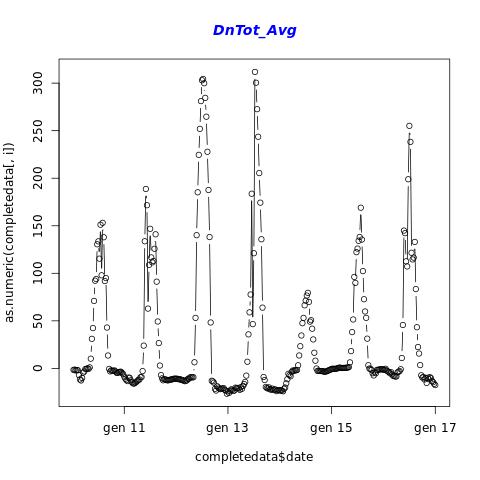 DnTot_Avg
as.numeric(completedata[, i])
300
250
200
150
100
50
0
gen 11 gen 13 gen 15 gen 17
completedata$date